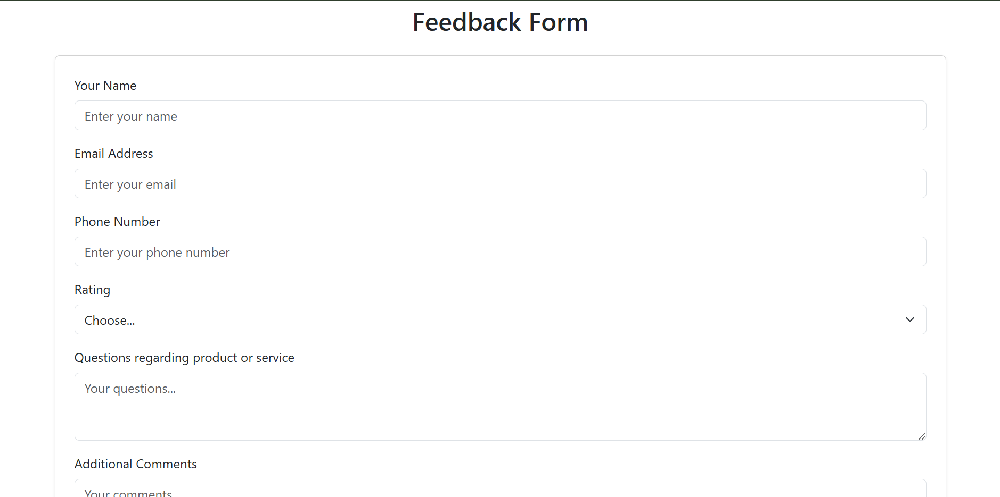 Feedback Form
Your Name
Enter your name
Email Address
Enter your email
Phone Number
Enter your phone number
Rating
Choose...
Questions regarding product or service
Your questions...
Additional Comments
Your comments